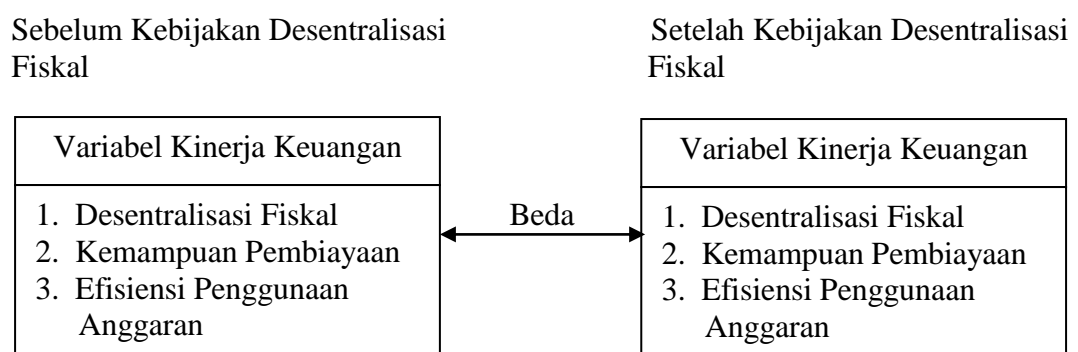 Sebelum Kebijakan Desentralisasi
Fiskal
Setelah Kebijakan Desentralisasi
Fiskal
Variabel Kinerja Keuangan
1. Desentralisasi Fiskal
2. Kemampuan Pembiayaan
3. Efisiensi Penggunaan
Anggaran
Beda
Variabel Kinerja Keuangan
1. Desentralisasi Fiskal
2. Kemampuan Pembiayaan
3. Efisiensi Penggunaan
Anggaran